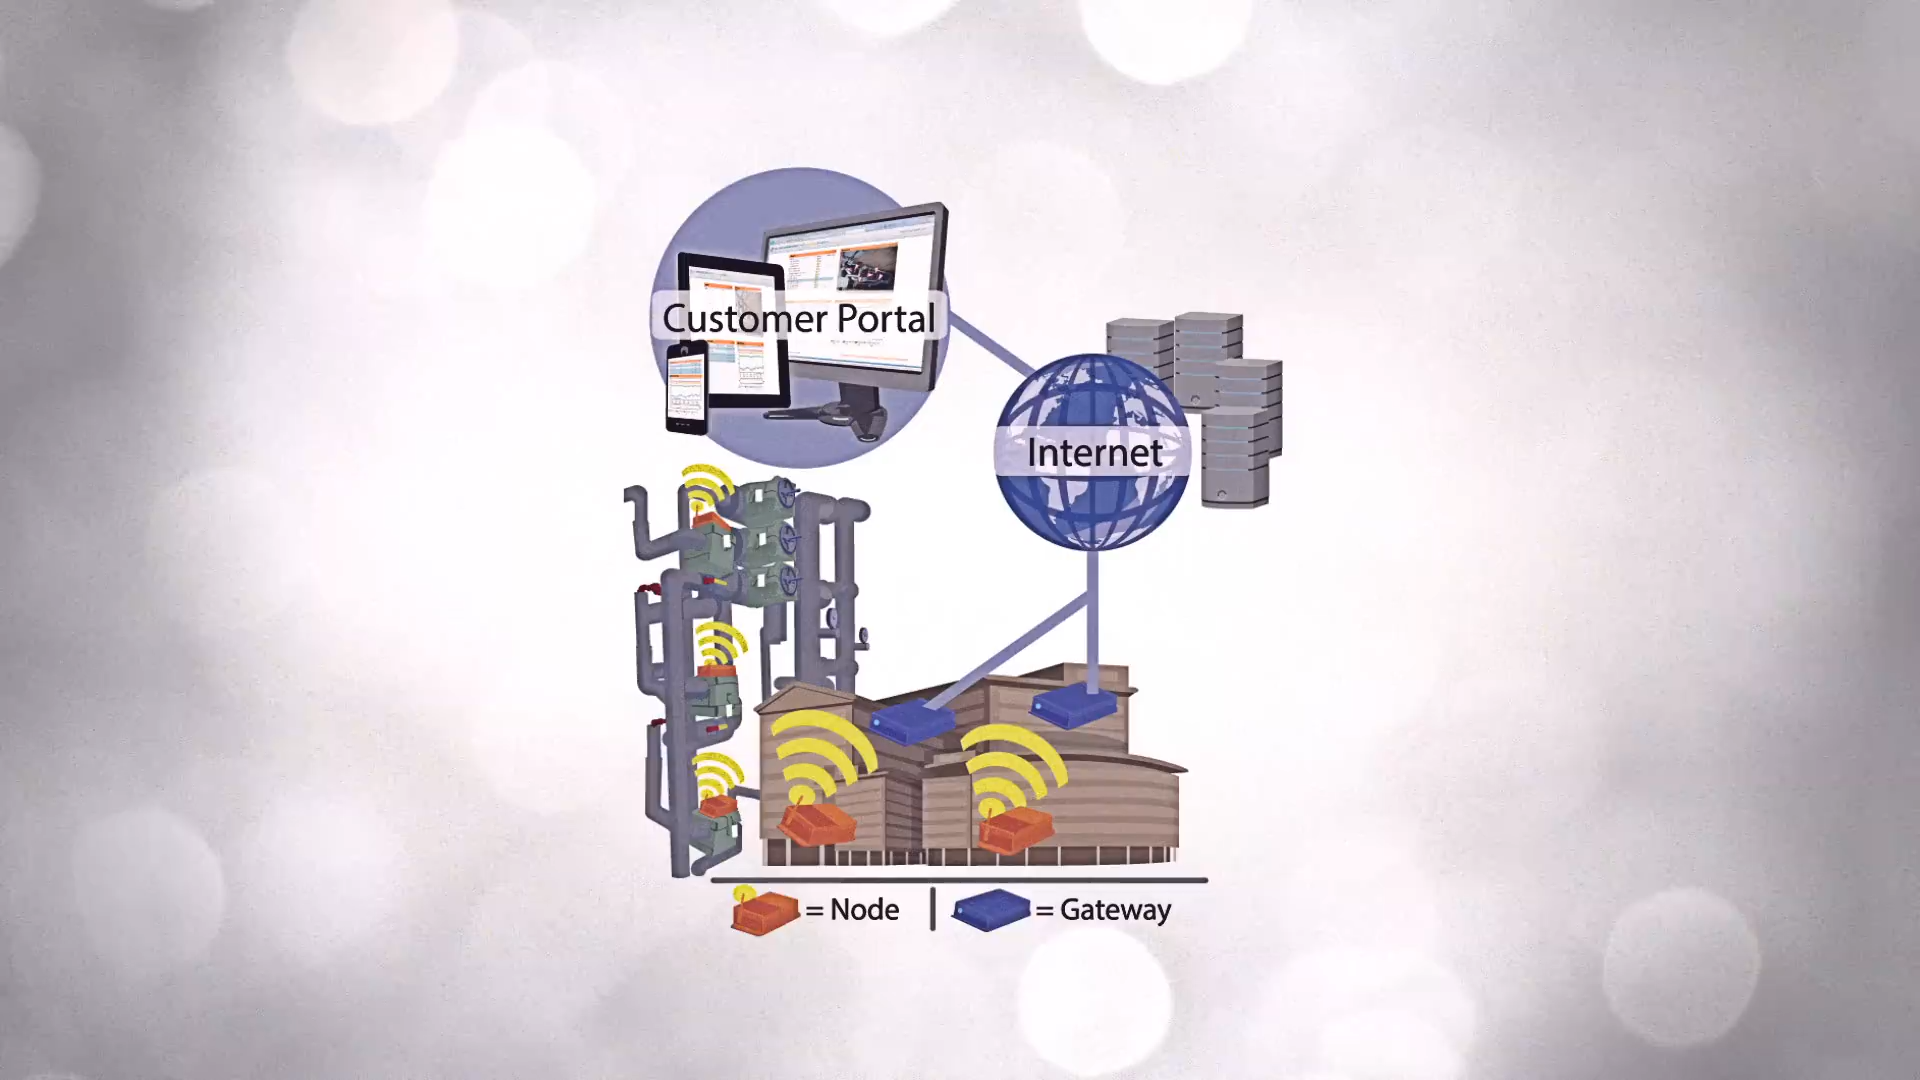 Customer Portal
Internet
= Node | = Gateway